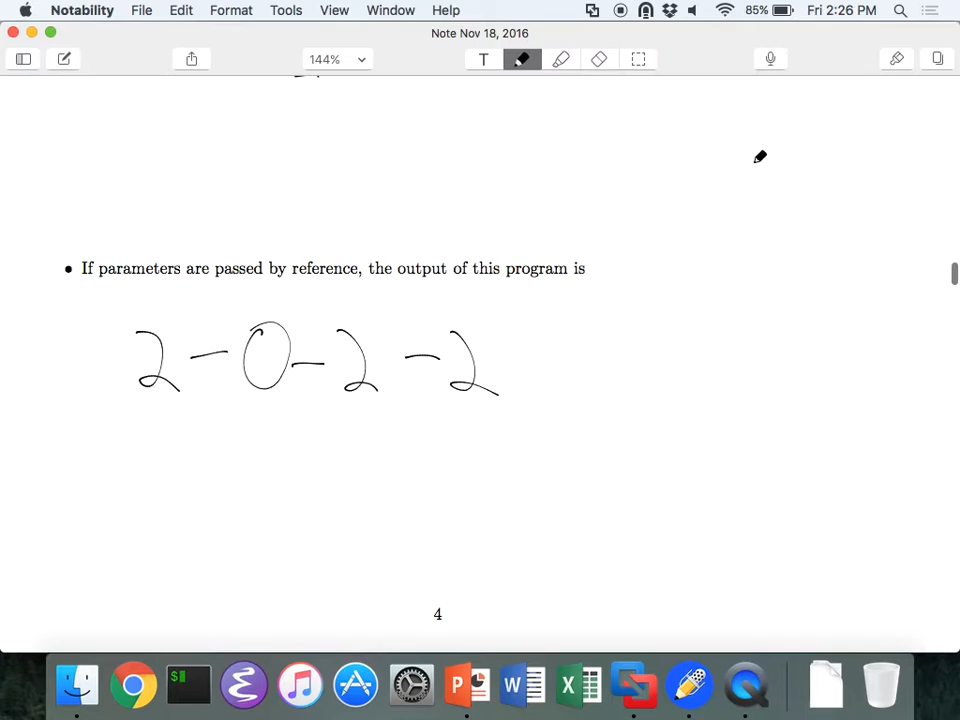 Notability File Edit Format Tools View Window Help 85% Fri 2:26 PM
Note Nov 18, 2016
144% T
• If parameters are passed by reference, the output of this program is
2 – 0 – 2 – 2
4
$ P W X